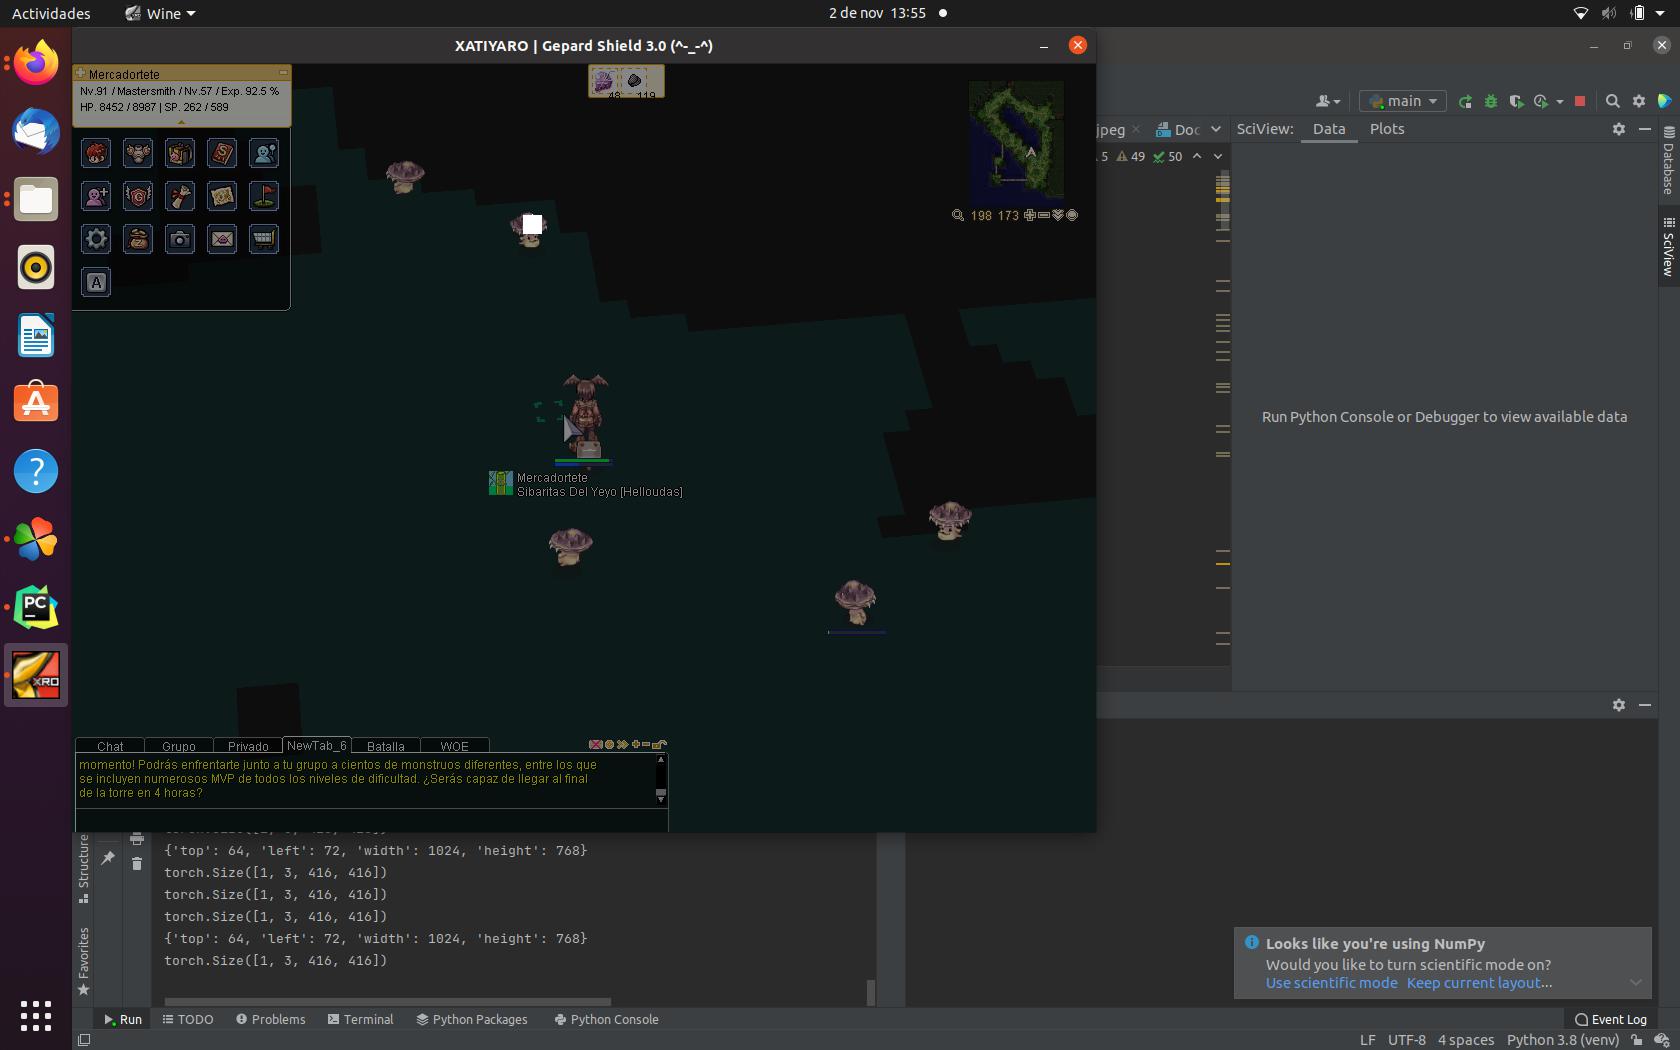 Actividades
Wine
2 de nov 13:55
XATIYARO | Gepard Shield 3.0 (^-_-^)
Mercadortete
Nv.91 / Mastersmith / Nv.57 / Exp. 92.5 %
HP. 8452 / 8987 | SP. 262 / 589
48
119
198 173
main
jpeg
Doc
SciView:
Data
Plots
5
49
50
Database
SciView
Run Python Console or Debugger to view available data
Mercadortete
Sibaritas Del Yeyo [Helloudas]
PC
XRO
Chat
Grupo
Privado
NewTab_6
Batalla
WOE
momento! Podrás enfrentarte junto a tu grupo a cientos de monstruos diferentes, entre los que
se incluyen numerosos MVP de todos los niveles de dificultad. ¿Serás capaz de llegar al final
de la torre en 4 horas?
{'top': 64, 'left': 72, 'width': 1024, 'height': 768}
torch.Size([1, 3, 416, 416])
torch.Size([1, 3, 416, 416])
torch.Size([1, 3, 416, 416])
{'top': 64, 'left': 72, 'width': 1024, 'height': 768}
torch.Size([1, 3, 416, 416])
Structure
Favorites
Looks like you're using NumPy
Would you like to turn scientific mode on?
Use scientific mode Keep current layout...
Run
TODO
Problems
Terminal
Python Packages
Python Console
Event Log
LF
UTF-8
4 spaces
Python 3.8 (venv)